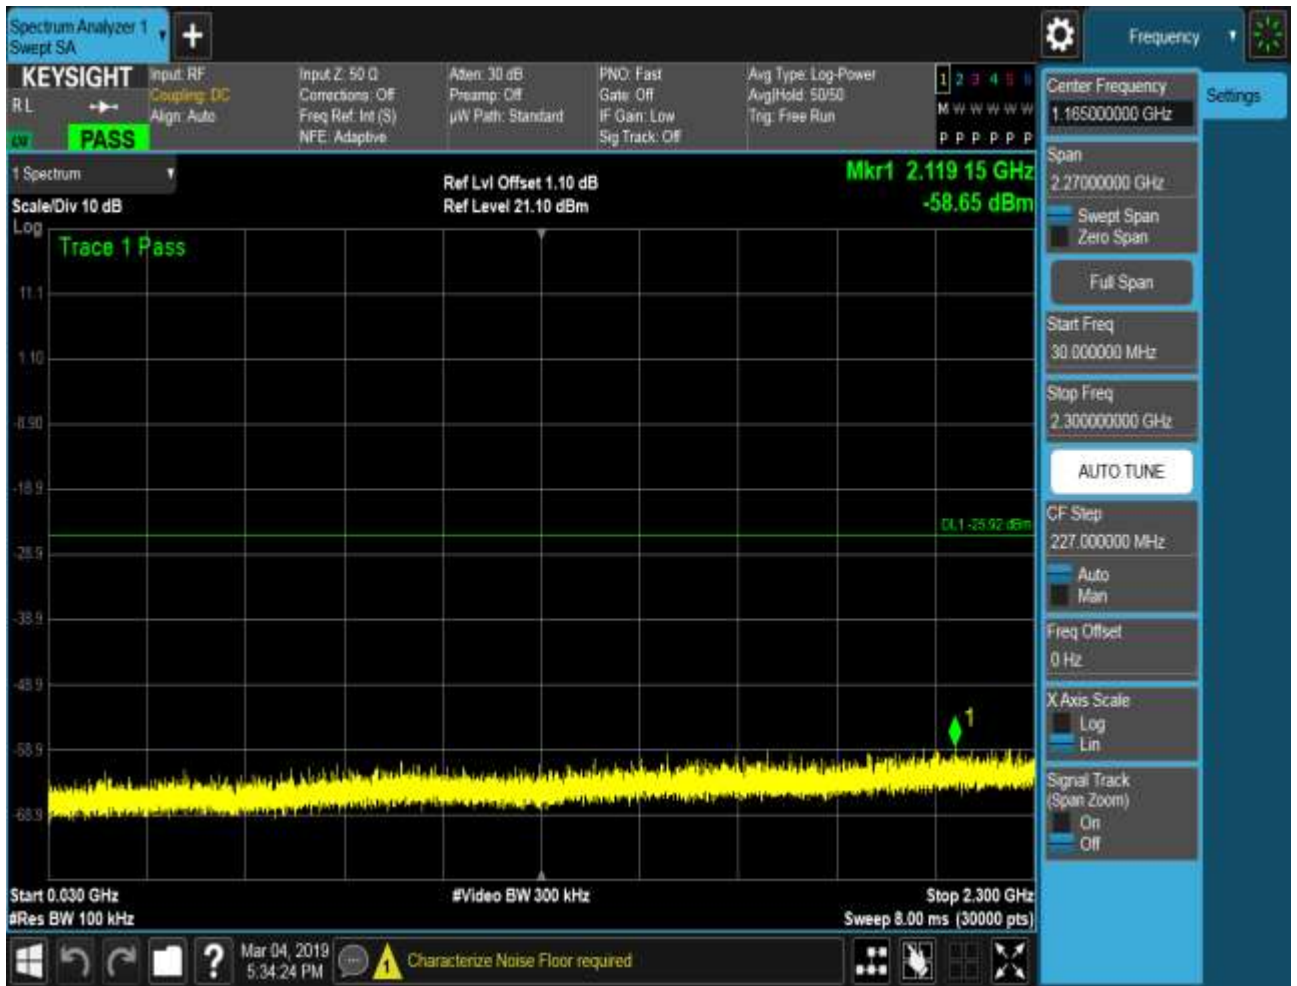 Spectrum Analyzer 1
Swept SA
Frequency
KEYSIGHT
R L
PASS
Input: RF
Coupling: DC
Align: Auto
Input Z: 50 Ω
Corrections: Off
Freq Ref: Int (S)
NFE: Adaptive
Atten: 30 dB
Preamp: Off
µW Path: Standard
PNO: Fast
Gate: Off
IF Gain: Low
Sig Track: Off
Avg Type: Log-Power
Avg|Hold: 50/50
Trig: Free Run
1 2 3 4 5 6
M W W W W W
P P P P P P
1 Spectrum
Scale/Div 10 dB
Log
Ref Lvl Offset 1.10 dB
Ref Level 21.10 dBm
Mkr1 2.119 15 GHz
-58.65 dBm
Trace 1 Pass
11.1
1.10
-8.90
-18.9
DL1 -25.92 dBm
-28.9
-38.9
-48.9
1
-58.9
-68.9
Start 0.030 GHz
#Res BW 100 kHz
#Video BW 300 kHz
Stop 2.300 GHz
Sweep 8.00 ms (30000 pts)
Center Frequency
1.165000000 GHz
Settings
Span
2.27000000 GHz
Swept Span
Zero Span
Full Span
Start Freq
30.000000 MHz
Stop Freq
2.300000000 GHz
AUTO TUNE
CF Step
227.000000 MHz
Auto
Man
Freq Offset
0 Hz
X Axis Scale
Log
Lin
Signal Track
(Span Zoom)
On
Off
?
Mar 04, 2019
5:34:24 PM
1
Characterize Noise Floor required